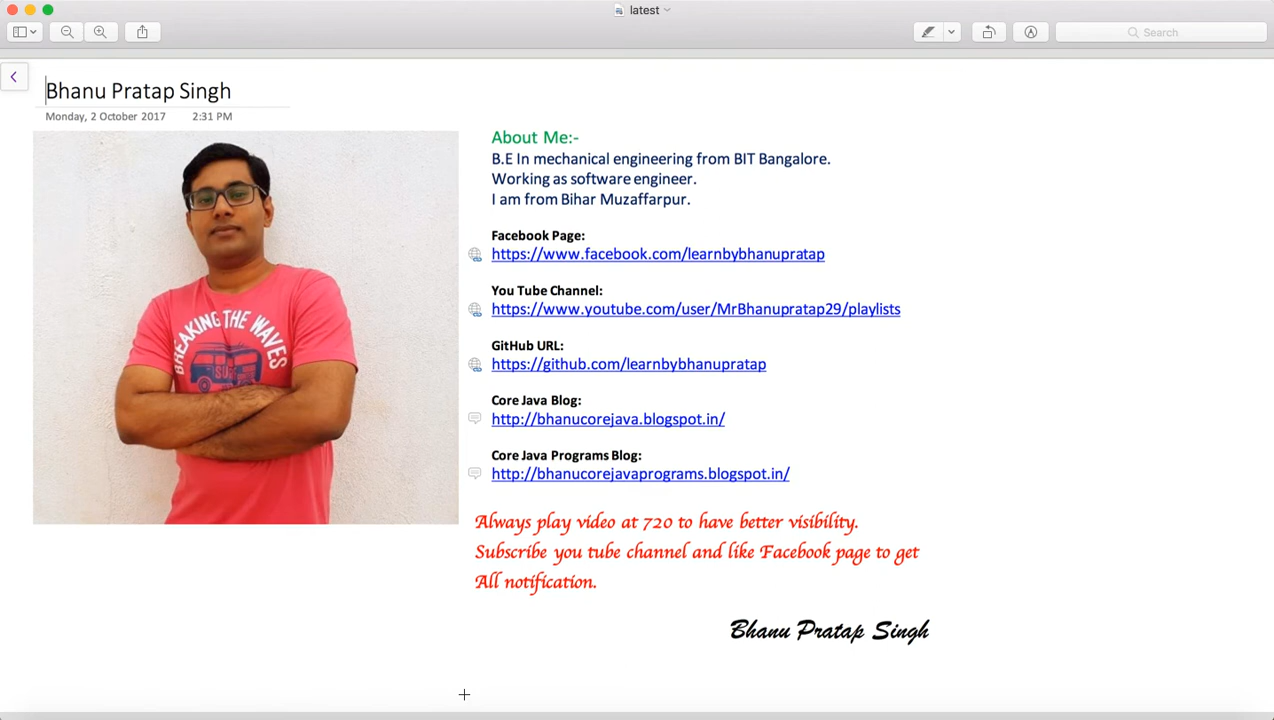 latest
Search
Bhanu Pratap Singh
Monday, 2 October 2017 2:31 PM
BREAKING THE WAVES
About Me:-
B.E In mechanical engineering from BIT Bangalore.
Working as software engineer.
I am from Bihar Muzaffarpur.
Facebook Page:
https://www.facebook.com/learnbybhanupratap
You Tube Channel:
https://www.youtube.com/user/MrBhanupratap29/playlists
GitHub URL:
https://github.com/learnbybhanupratap
Core Java Blog:
http://bhanucorejava.blogspot.in/
Core Java Programs Blog:
http://bhanucorejavaprograms.blogspot.in/
Always play video at 720 to have better visibility.
Subscribe you tube channel and like Facebook page to get
All notification.
Bhanu Pratap Singh